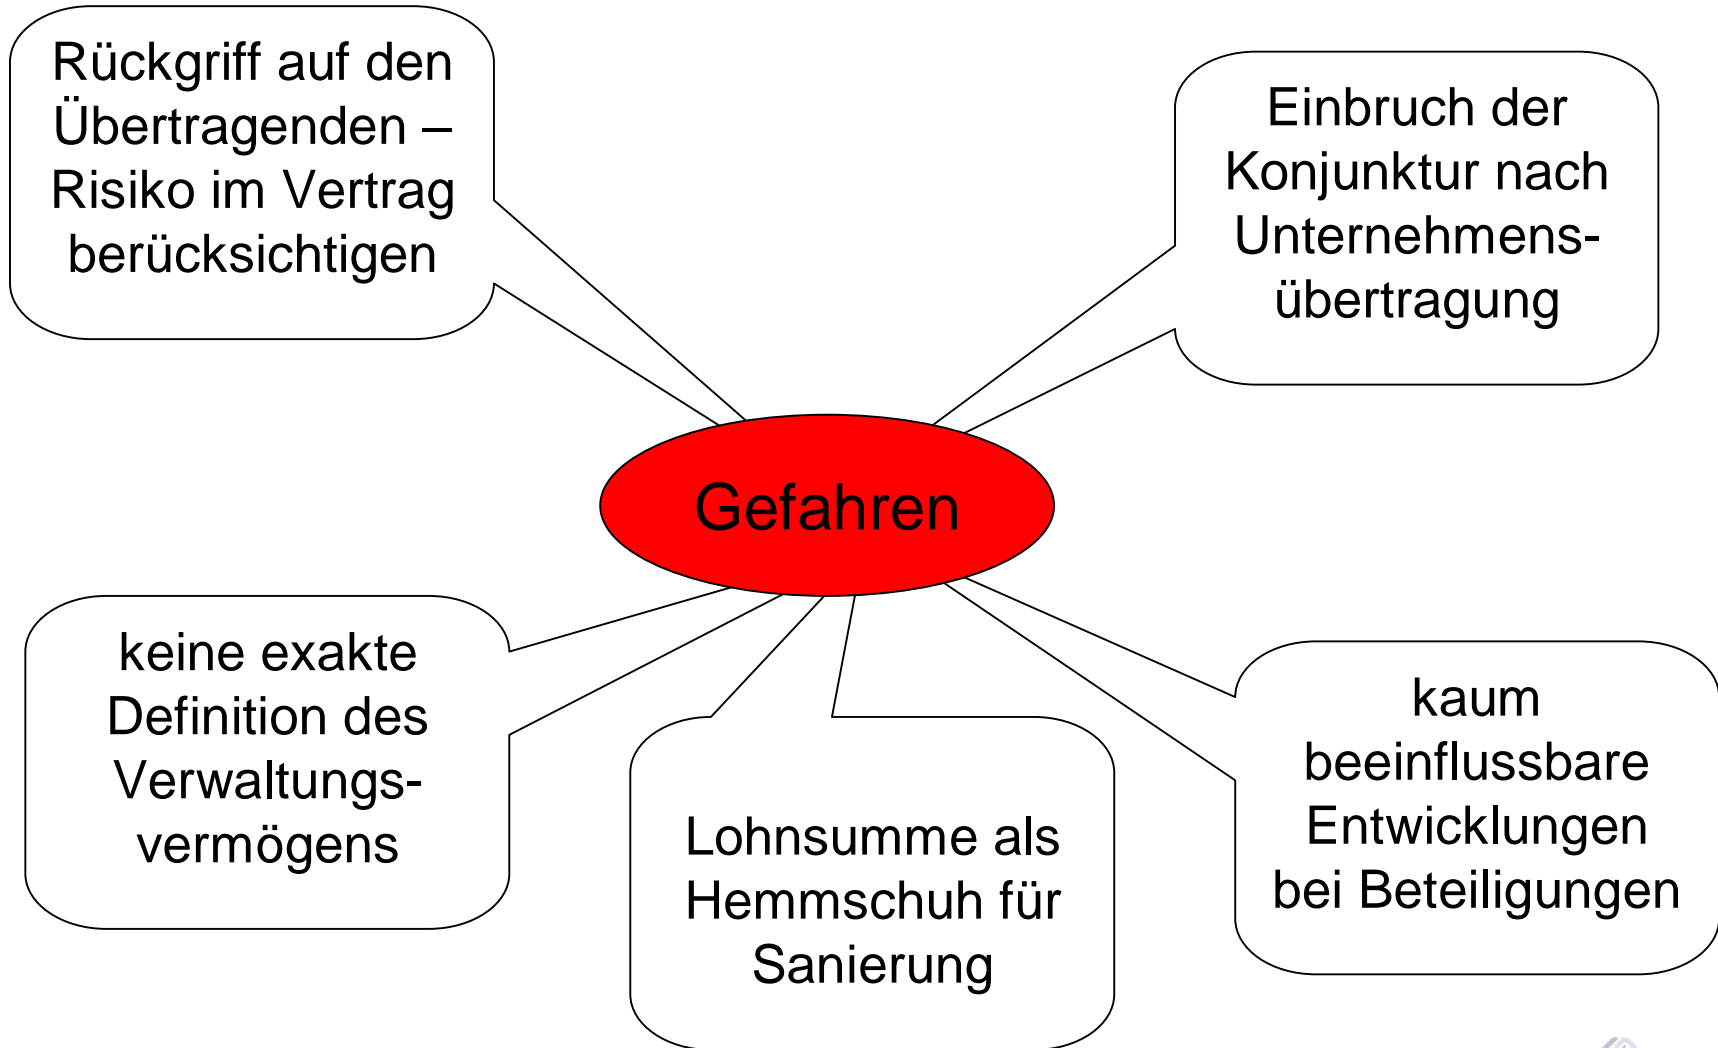 Rückgriff auf den
Übertragenden –
Risiko im Vertrag
berücksichtigen
Einbruch der
Konjunktur nach
Unternehmens-
übertragung
Gefahren
keine exakte
Definition des
Verwaltungs-
vermögens
Lohnsumme als
Hemmschuh für
Sanierung
kaum
beeinflussbare
Entwicklungen
bei Beteiligungen